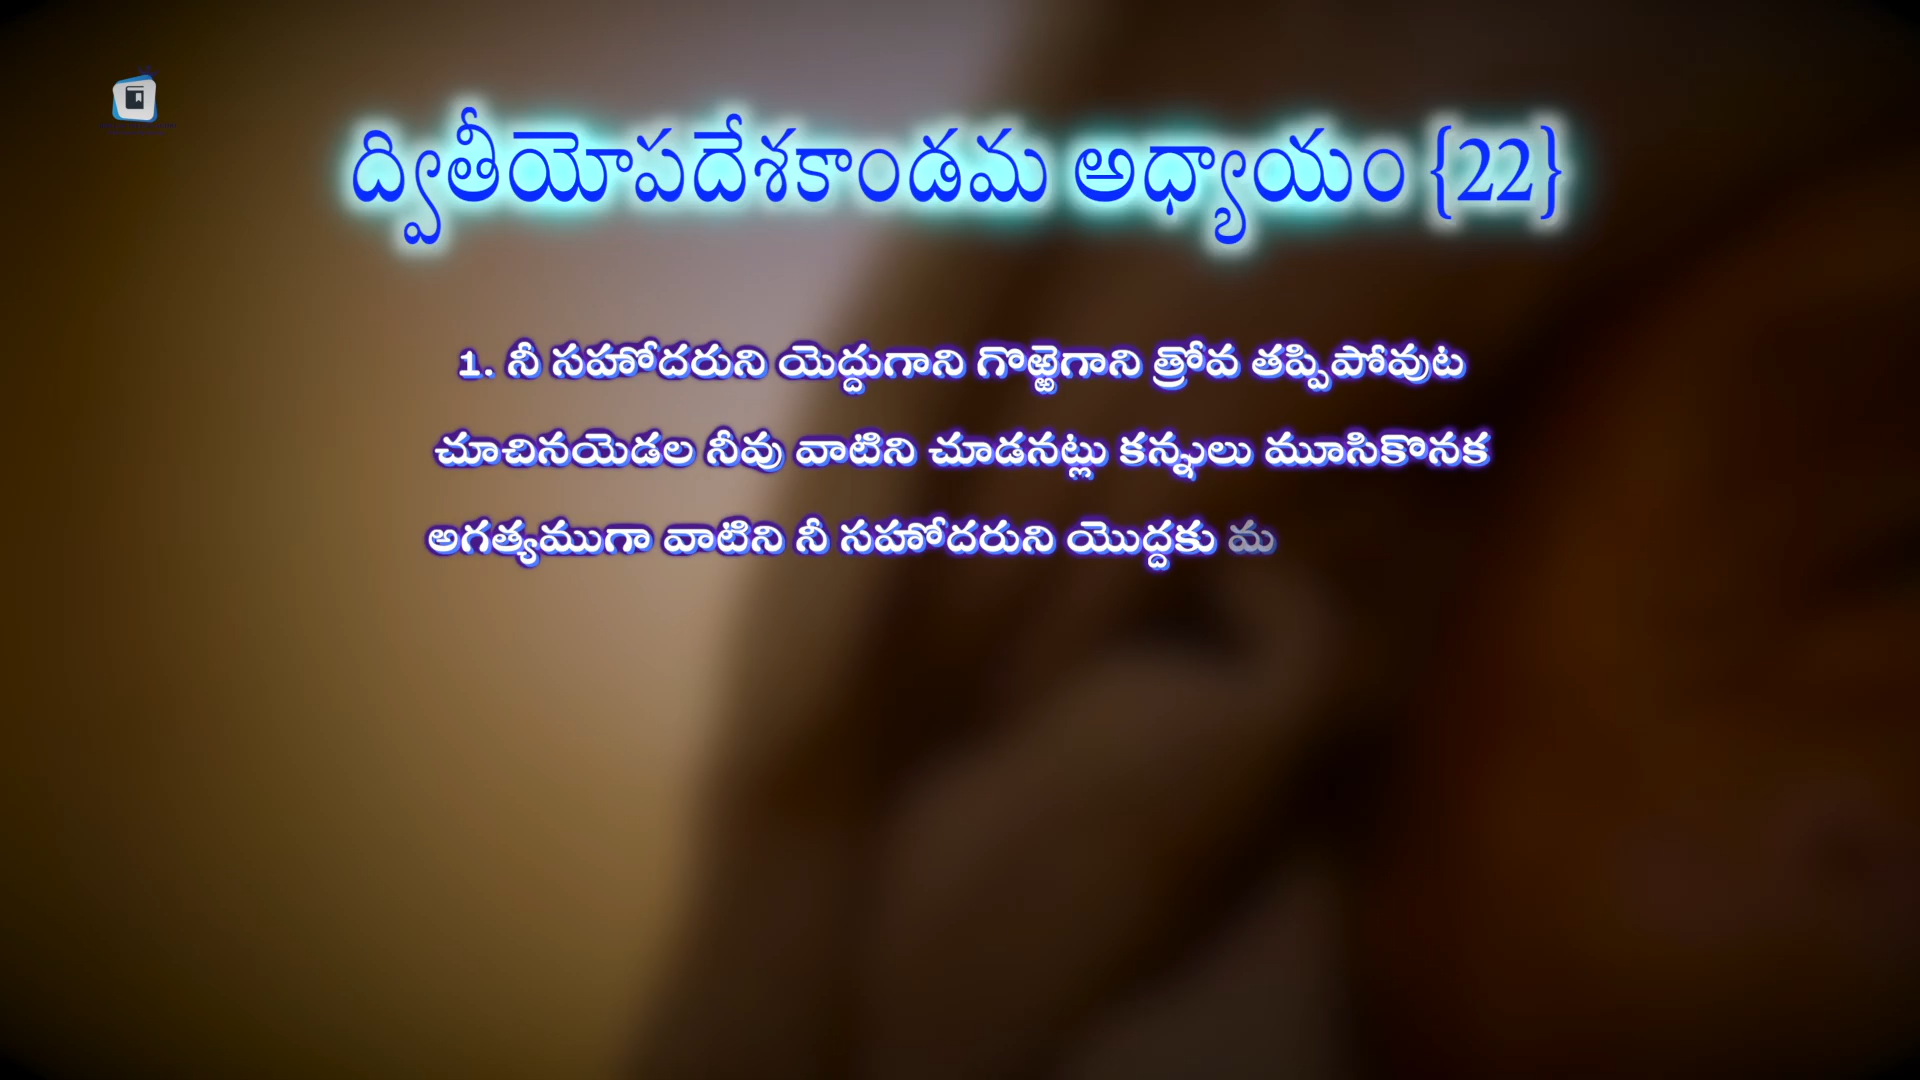 ద్వితీయోపదేశకాండమ అధ్యాయం {22}
1. నీ సహోదరుని యెద్దుగాని గొఱ్ఱెగాని త్రోవ తప్పిపోవుట
చూచినయెడల నీవు వాటిని చూడనట్లు కన్నులు మూసికొనక
అగత్యముగా వాటిని నీ సహోదరుని యొద్దకు మ